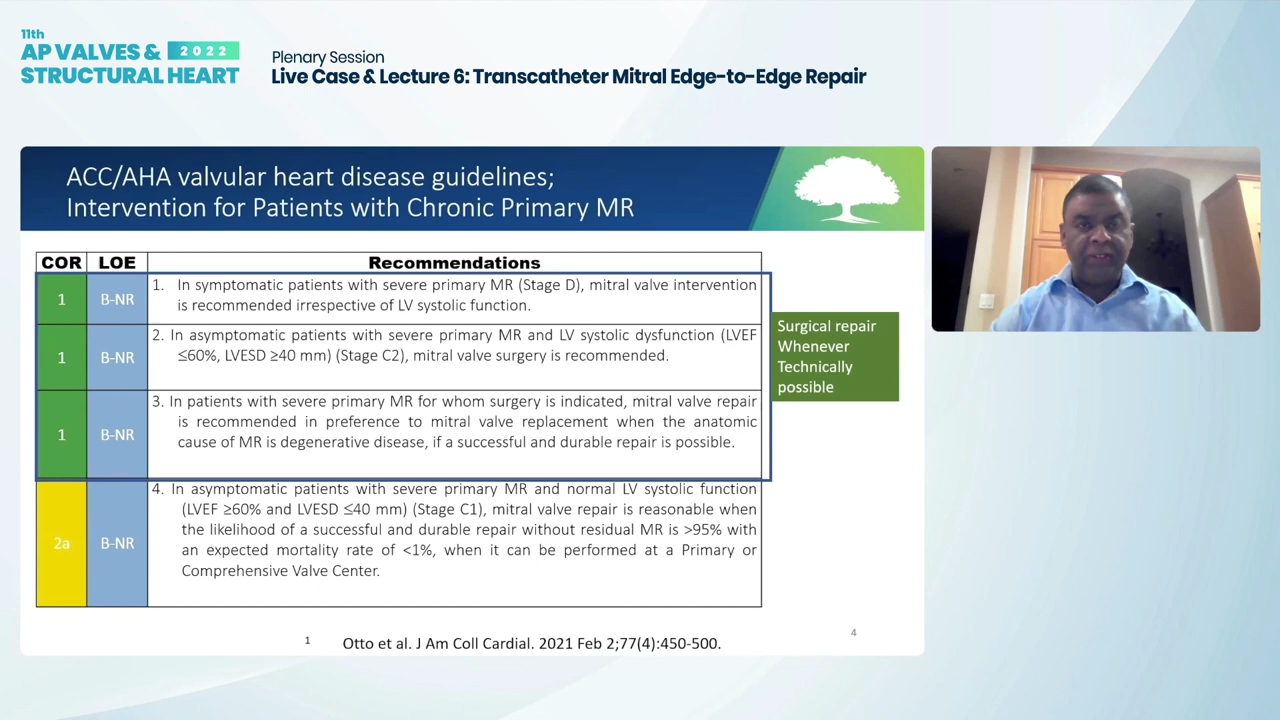 11th
AP VALVES & 2022
STRUCTURAL HEART
Plenary Session
Live Case & Lecture 6: Transcatheter Mitral Edge-to-Edge Repair
ACC/AHA valvular heart disease guidelines;
Intervention for Patients with Chronic Primary MR
COR LOE Recommendations
1 B-NR 1. In symptomatic patients with severe primary MR (Stage D), mitral valve intervention
is recommended irrespective of LV systolic function.
1 B-NR 2. In asymptomatic patients with severe primary MR and LV systolic dysfunction (LVEF
≤60%, LVESD ≥40 mm) (Stage C2), mitral valve surgery is recommended.
1 B-NR 3. In patients with severe primary MR for whom surgery is indicated, mitral valve repair
is recommended in preference to mitral valve replacement when the anatomic
cause of MR is degenerative disease, if a successful and durable repair is possible.
2a B-NR 4. In asymptomatic patients with severe primary MR and normal LV systolic function
(LVEF ≥60% and LVESD ≤40 mm) (Stage C1), mitral valve repair is reasonable when
the likelihood of a successful and durable repair without residual MR is >95% with
an expected mortality rate of <1%, when it can be performed at a Primary or
Comprehensive Valve Center.
Surgical repair
Whenever
Technically
possible
1 Otto et al. J Am Coll Cardial. 2021 Feb 2;77(4):450-500.
4